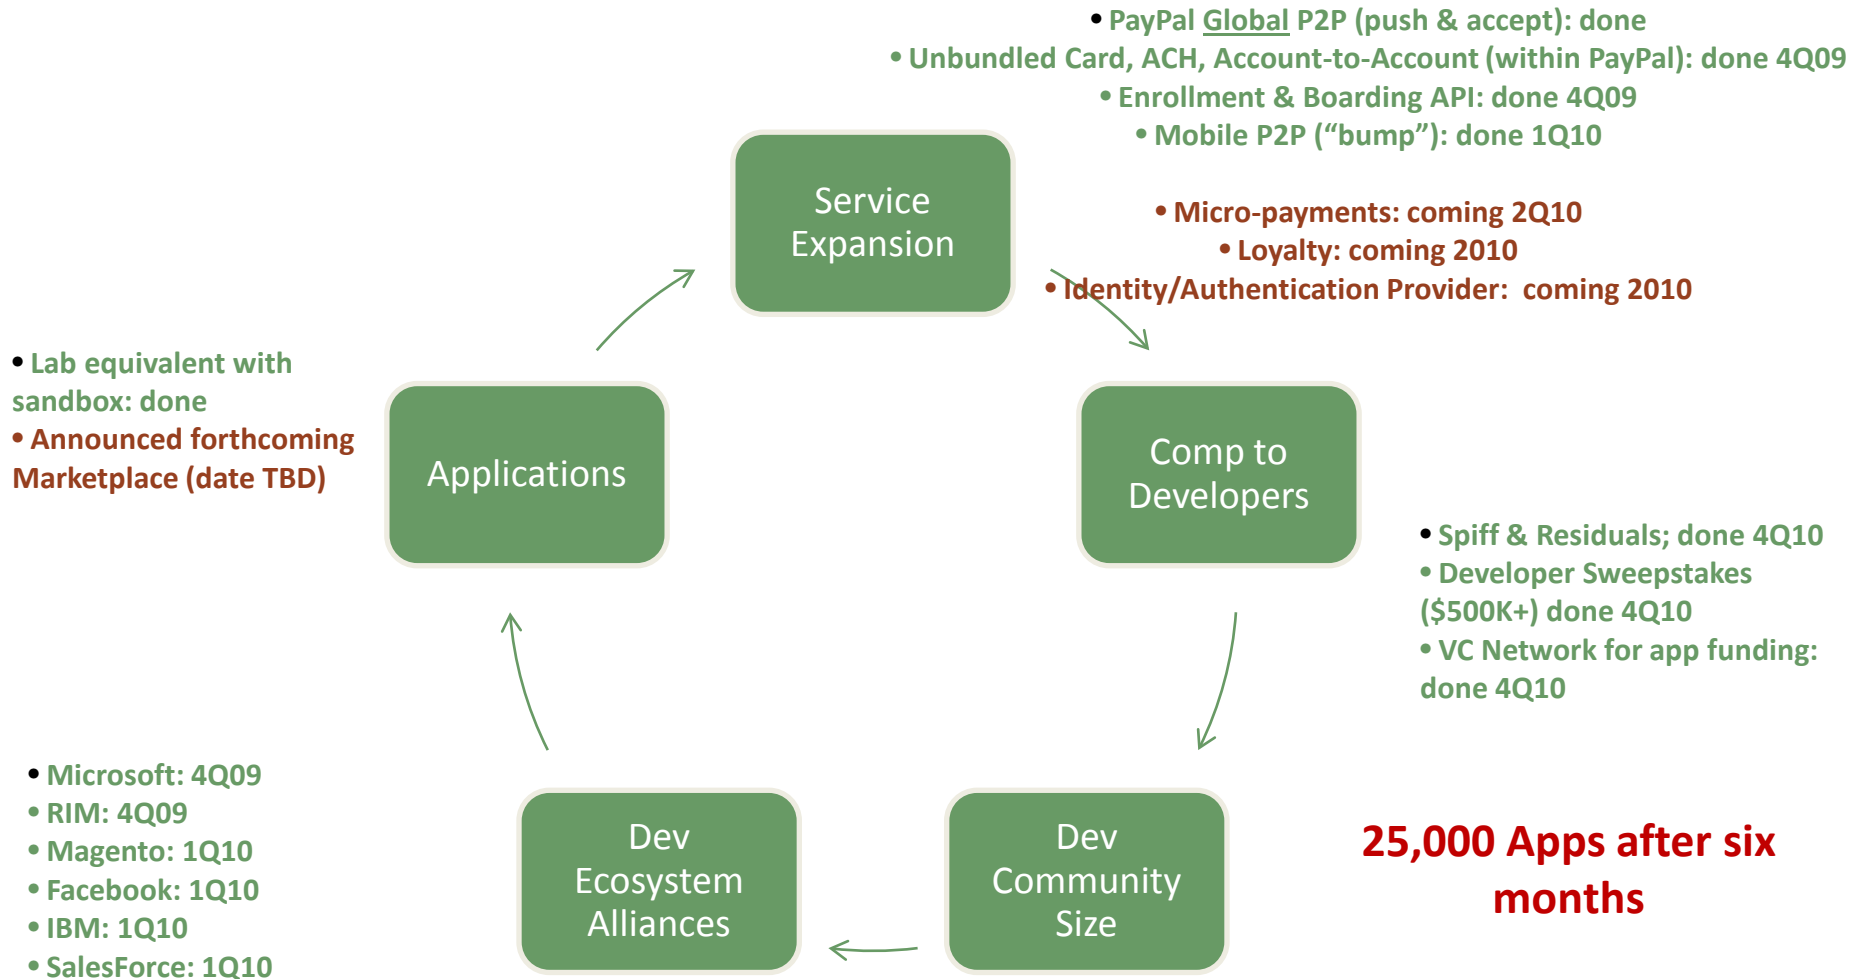 • PayPal Global P2P (push & accept): done
• Unbundled Card, ACH, Account-to-Account (within PayPal): done 4Q09
• Enrollment & Boarding API: done 4Q09
• Mobile P2P (“bump”): done 1Q10
• Micro-payments: coming 2Q10
• Loyalty: coming 2010
• Identity/Authentication Provider: coming 2010
Service
Expansion
• Lab equivalent with
sandbox: done
• Announced forthcoming
Marketplace (date TBD)
Applications
Comp to
Developers
• Spiff & Residuals; done 4Q10
• Developer Sweepstakes
($500K+) done 4Q10
• VC Network for app funding:
done 4Q10
• Microsoft: 4Q09
• RIM: 4Q09
• Magento: 1Q10
• Facebook: 1Q10
• IBM: 1Q10
• SalesForce: 1Q10
Dev
Ecosystem
Alliances
Dev
Community
Size
25,000 Apps after six
months